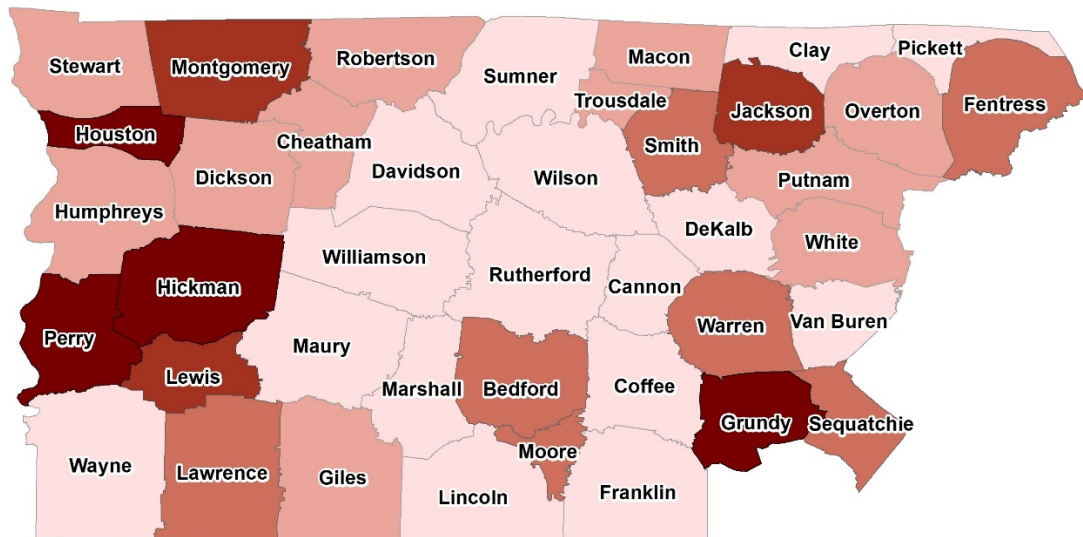 Clay
Pickett
Stewart
Montgomery
Robertson
Sumner
Macon
Trousdale
Jackson
Overton
Fentress
Houston
Cheatham
Smith
Dickson
Davidson
Wilson
Putnam
Humphreys
DeKalb
White
Williamson
Rutherford
Cannon
Hickman
Perry
Maury
Warren
Van Buren
Lewis
Marshall
Bedford
Coffee
Grundy
Sequatchie
Wayne
Lawrence
Giles
Moore
Lincoln
Franklin